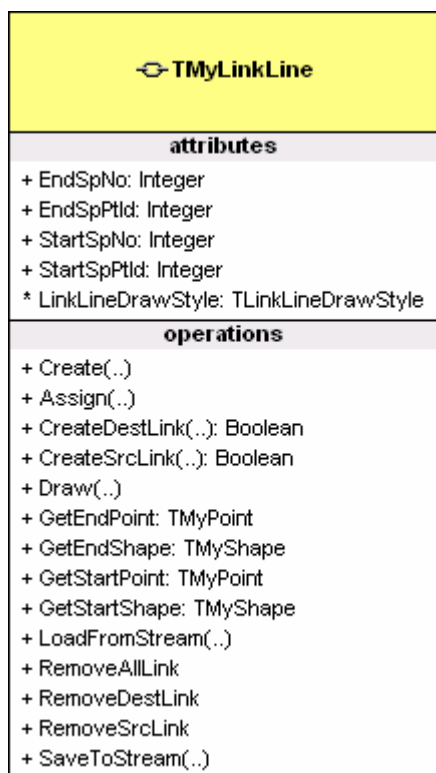 TMyLinkLine
attributes
+ EndSpNo: Integer
+ EndSpPtId: Integer
+ StartSpNo: Integer
+ StartSpPtId: Integer
* LinkLineDrawStyle: TLinkLineDrawStyle
operations
+ Create(..)
+ Assign(..)
+ CreateDestLink(..): Boolean
+ CreateSrcLink(..): Boolean
+ Draw(..)
+ GetEndPoint: TMyPoint
+ GetEndShape: TMyShape
+ GetStartPoint: TMyPoint
+ GetStartShape: TMyShape
+ LoadFromStream(..)
+ RemoveAllLink
+ RemoveDestLink
+ RemoveSrcLink
+ SaveToStream(..)